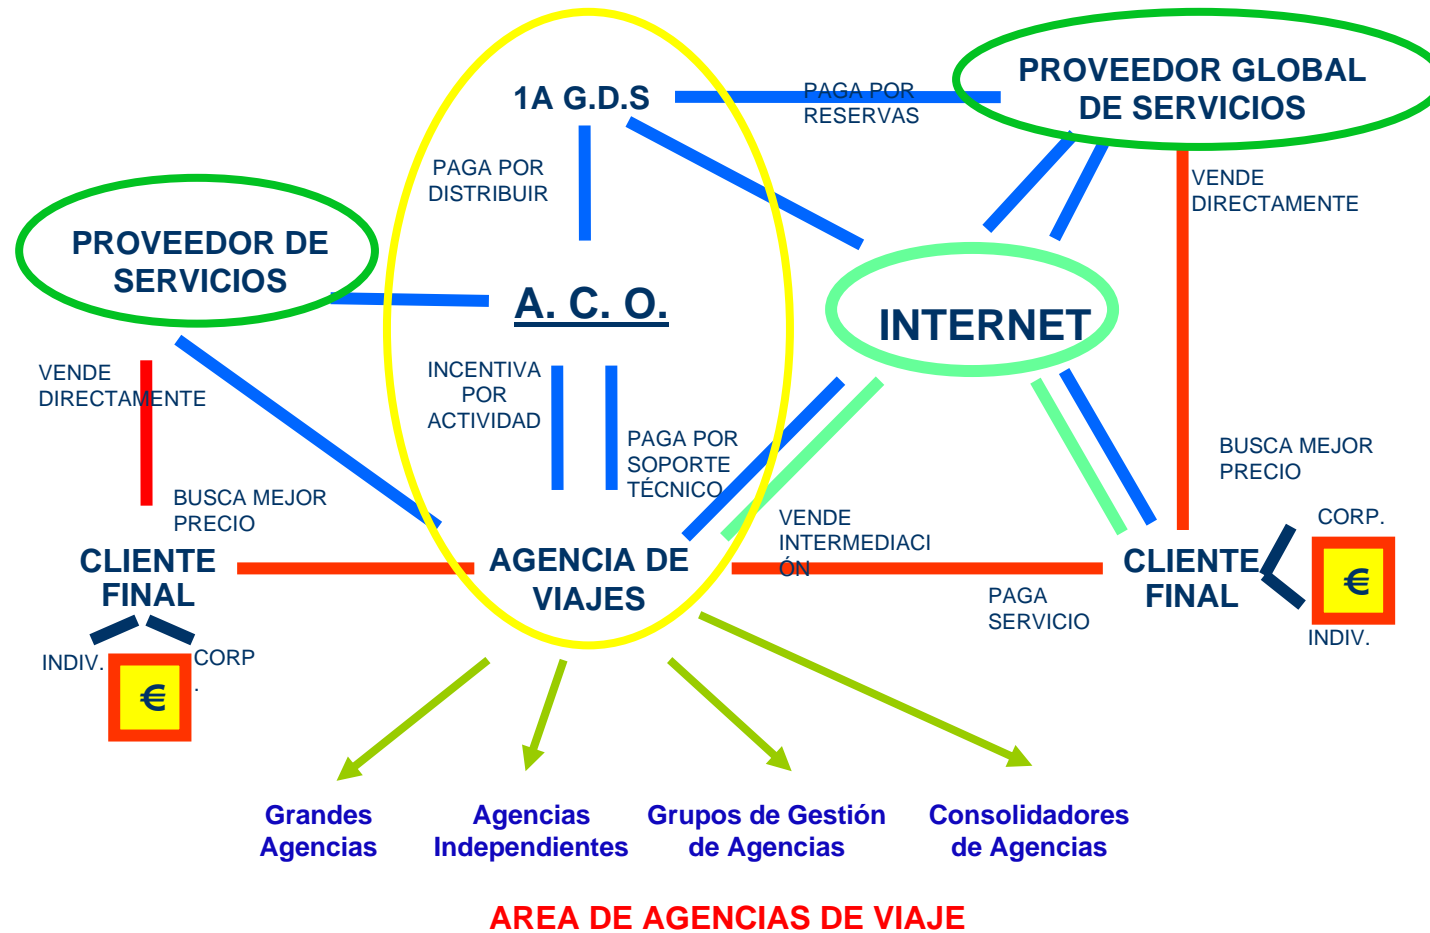 PROVEEDOR GLOBAL
DE SERVICIOS
1A G.D.S
PAGA POR
RESERVAS
PAGA POR
DISTRIBUIR
VENDE
DIRECTAMENTE
PROVEEDOR DE
SERVICIOS
A. C. O.
INTERNET
VENDE
DIRECTAMENTE
INCENTIVA
POR
ACTIVIDAD
PAGA POR
SOPORTE
TÉCNICO
BUSCA MEJOR
PRECIO
BUSCA MEJOR
PRECIO
VENDE
INTERMEDIACI
ÓN
CORP.
CLIENTE
FINAL
AGENCIA DE
VIAJES
CLIENTE
FINAL
€
PAGA
SERVICIO
INDIV.
INDIV.
CORP
.
€
Grandes
Agencias
Agencias
Independientes
Grupos de Gestión
de Agencias
Consolidadores
de Agencias
AREA DE AGENCIAS DE VIAJE